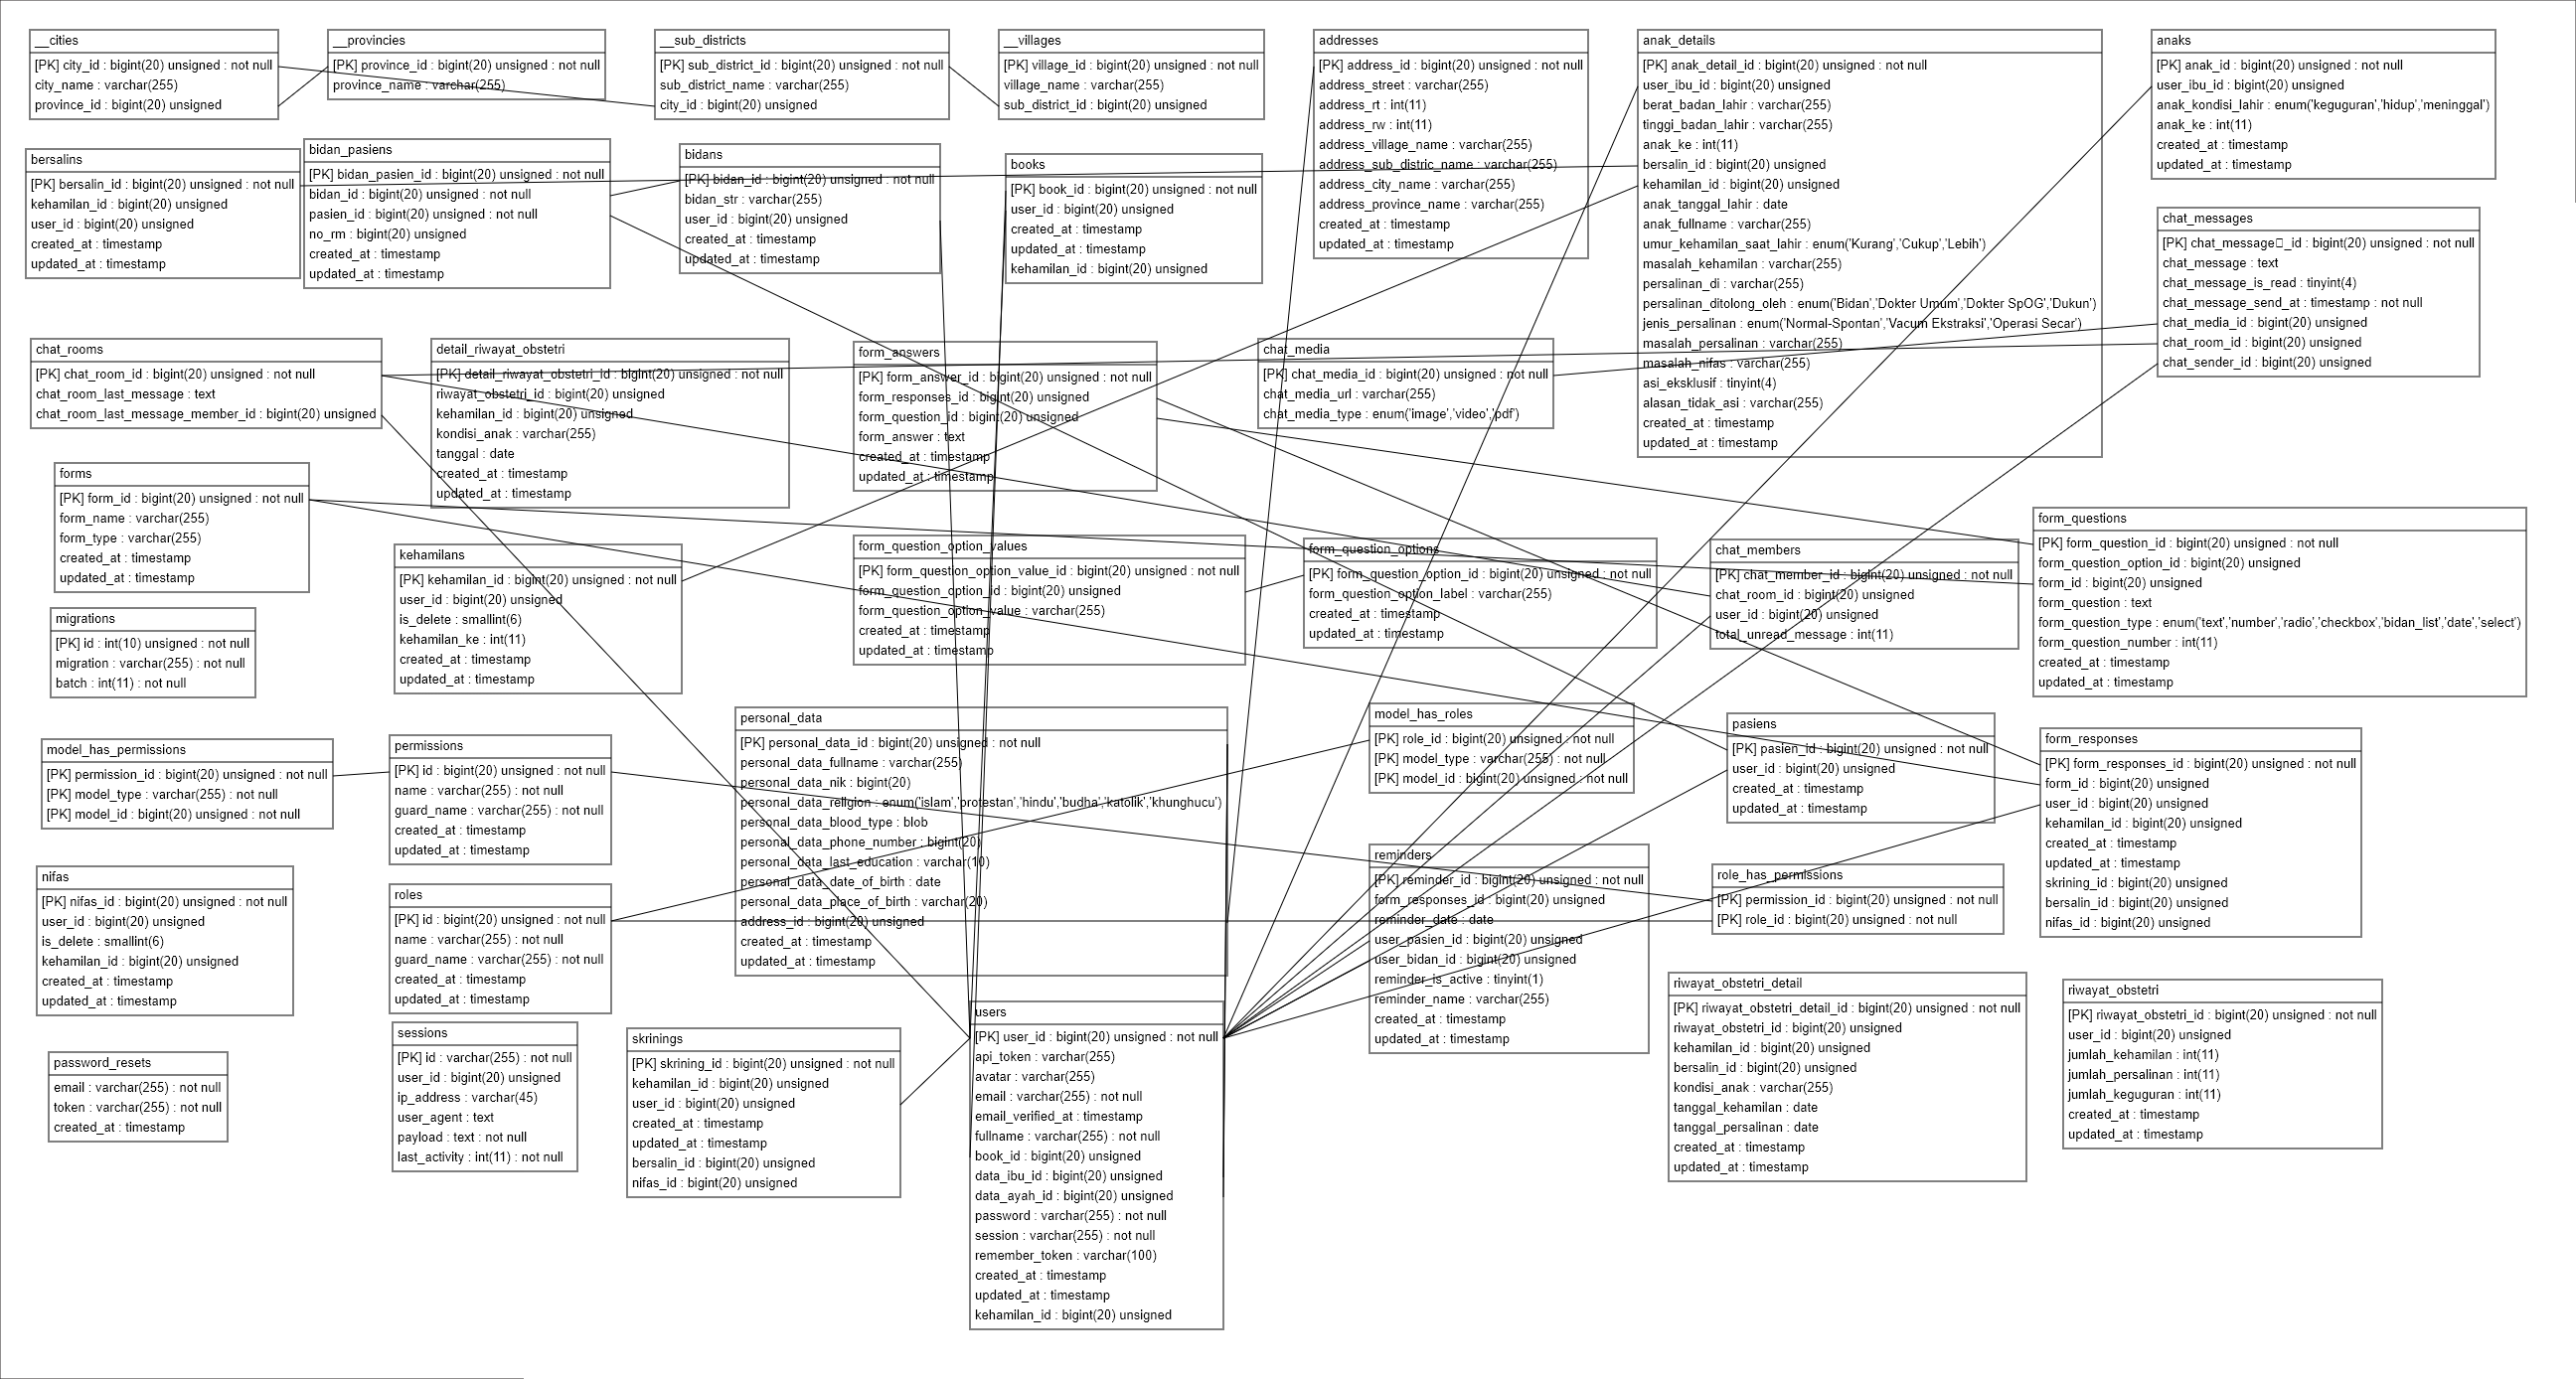 __cities
[PK] city_id : bigint(20) unsigned : not null
city_name : varchar(255)
province_id : bigint(20) unsigned
__provincies
[PK] province_id : bigint(20) unsigned : not null
province_name : varchar(255)
__sub_districts
[PK] sub_district_id : bigint(20) unsigned : not null
sub_district_name : varchar(255)
city_id : bigint(20) unsigned
__villages
[PK] village_id : bigint(20) unsigned : not null
village_name : varchar(255)
sub_district_id : bigint(20) unsigned
addresses
[PK] address_id : bigint(20) unsigned : not null
address_street : varchar(255)
address_rt : int(11)
address_rw : int(11)
address_village_name : varchar(255)
address_sub_distric_name : varchar(255)
address_city_name : varchar(255)
address_province_name : varchar(255)
created_at : timestamp
updated_at : timestamp
anak_details
[PK] anak_detail_id : bigint(20) unsigned : not null
user_ibu_id : bigint(20) unsigned
berat_badan_lahir : varchar(255)
tinggi_badan_lahir : varchar(255)
anak_ke : int(11)
bersalin_id : bigint(20) unsigned
kehamilan_id : bigint(20) unsigned
anak_tanggal_lahir : date
anak_fullname : varchar(255)
umur_kehamilan_saat_lahir : enum('Kurang','Cukup','Lebih')
masalah_kehamilan : varchar(255)
persalinan_di : varchar(255)
persalinan_ditolong_oleh : enum('Bidan','Dokter Umum','Dokter SpOG','Dukun')
jenis_persalinan : enum('Normal-Spontan','Vacum Ekstraksi','Operasi Secar')
masalah_persalinan : varchar(255)
masalah_nifas : varchar(255)
asi_eksklusif : tinyint(4)
alasan_tidak_asi : varchar(255)
created_at : timestamp
updated_at : timestamp
anaks
[PK] anak_id : bigint(20) unsigned : not null
user_ibu_id : bigint(20) unsigned
anak_kondisi_lahir : enum('keguguran','hidup','meninggal')
anak_ke : int(11)
created_at : timestamp
updated_at : timestamp
bersalins
[PK] bersalin_id : bigint(20) unsigned : not null
kehamilan_id : bigint(20) unsigned
user_id : bigint(20) unsigned
created_at : timestamp
updated_at : timestamp
bidan_pasiens
[PK] bidan_pasien_id : bigint(20) unsigned : not null
bidan_id : bigint(20) unsigned : not null
pasien_id : bigint(20) unsigned : not null
no_rm : bigint(20) unsigned
created_at : timestamp
updated_at : timestamp
bidans
[PK] bidan_id : bigint(20) unsigned : not null
bidan_str : varchar(255)
user_id : bigint(20) unsigned
created_at : timestamp
updated_at : timestamp
books
[PK] book_id : bigint(20) unsigned : not null
user_id : bigint(20) unsigned
created_at : timestamp
updated_at : timestamp
kehamilan_id : bigint(20) unsigned
chat_messages
[PK] chat_message□_id : bigint(20) unsigned : not null
chat_message : text
chat_message_is_read : tinyint(4)
chat_message_send_at : timestamp : not null
chat_media_id : bigint(20) unsigned
chat_room_id : bigint(20) unsigned
chat_sender_id : bigint(20) unsigned
chat_rooms
[PK] chat_room_id : bigint(20) unsigned : not null
chat_room_last_message : text
chat_room_last_message_member_id : bigint(20) unsigned
detail_riwayat_obstetri
[PK] detail_riwayat_obstetri_id : bigint(20) unsigned : not null
riwayat_obstetri_id : bigint(20) unsigned
kehamilan_id : bigint(20) unsigned
kondisi_anak : varchar(255)
tanggal : date
created_at : timestamp
updated_at : timestamp
form_answers
[PK] form_answer_id : bigint(20) unsigned : not null
form_responses_id : bigint(20) unsigned
form_question_id : bigint(20) unsigned
form_answer : text
created_at : timestamp
updated_at : timestamp
chat_media
[PK] chat_media_id : bigint(20) unsigned : not null
chat_media_url : varchar(255)
chat_media_type : enum('image','video','pdf')
forms
[PK] form_id : bigint(20) unsigned : not null
form_name : varchar(255)
form_type : varchar(255)
created_at : timestamp
updated_at : timestamp
kehamilans
[PK] kehamilan_id : bigint(20) unsigned : not null
user_id : bigint(20) unsigned
is_delete : smallint(6)
kehamilan_ke : int(11)
created_at : timestamp
updated_at : timestamp
form_question_option_values
[PK] form_question_option_value_id : bigint(20) unsigned : not null
form_question_option_id : bigint(20) unsigned
form_question_option_value : varchar(255)
created_at : timestamp
updated_at : timestamp
form_question_options
[PK] form_question_option_id : bigint(20) unsigned : not null
form_question_option_label : varchar(255)
created_at : timestamp
updated_at : timestamp
chat_members
[PK] chat_member_id : bigint(20) unsigned : not null
chat_room_id : bigint(20) unsigned
user_id : bigint(20) unsigned
total_unread_message : int(11)
form_questions
[PK] form_question_id : bigint(20) unsigned : not null
form_question_option_id : bigint(20) unsigned
form_id : bigint(20) unsigned
form_question : text
form_question_type : enum('text','number','radio','checkbox','bidan_list','date','select')
form_question_number : int(11)
created_at : timestamp
updated_at : timestamp
migrations
[PK] id : int(10) unsigned : not null
migration : varchar(255) : not null
batch : int(11) : not null
model_has_permissions
[PK] permission_id : bigint(20) unsigned : not null
[PK] model_type : varchar(255) : not null
[PK] model_id : bigint(20) unsigned : not null
permissions
[PK] id : bigint(20) unsigned : not null
name : varchar(255) : not null
guard_name : varchar(255) : not null
created_at : timestamp
updated_at : timestamp
personal_data
[PK] personal_data_id : bigint(20) unsigned : not null
personal_data_fullname : varchar(255)
personal_data_nik : bigint(20)
personal_data_religion : enum('islam','protestan','hindu','budha','katolik','khunghucu')
personal_data_blood_type : blob
personal_data_phone_number : bigint(20)
personal_data_last_education : varchar(10)
personal_data_date_of_birth : date
personal_data_place_of_birth : varchar(20)
address_id : bigint(20) unsigned
created_at : timestamp
updated_at : timestamp
model_has_roles
[PK] role_id : bigint(20) unsigned : not null
[PK] model_type : varchar(255) : not null
[PK] model_id : bigint(20) unsigned : not null
pasiens
[PK] pasien_id : bigint(20) unsigned : not null
user_id : bigint(20) unsigned
created_at : timestamp
updated_at : timestamp
form_responses
[PK] form_responses_id : bigint(20) unsigned : not null
form_id : bigint(20) unsigned
user_id : bigint(20) unsigned
kehamilan_id : bigint(20) unsigned
created_at : timestamp
updated_at : timestamp
skrining_id : bigint(20) unsigned
bersalin_id : bigint(20) unsigned
nifas_id : bigint(20) unsigned
nifas
[PK] nifas_id : bigint(20) unsigned : not null
user_id : bigint(20) unsigned
is_delete : smallint(6)
kehamilan_id : bigint(20) unsigned
created_at : timestamp
updated_at : timestamp
roles
[PK] id : bigint(20) unsigned : not null
name : varchar(255) : not null
guard_name : varchar(255) : not null
created_at : timestamp
updated_at : timestamp
reminders
[PK] reminder_id : bigint(20) unsigned : not null
form_responses_id : bigint(20) unsigned
reminder_date : date
user_pasien_id : bigint(20) unsigned
user_bidan_id : bigint(20) unsigned
reminder_is_active : tinyint(1)
reminder_name : varchar(255)
created_at : timestamp
updated_at : timestamp
role_has_permissions
[PK] permission_id : bigint(20) unsigned : not null
[PK] role_id : bigint(20) unsigned : not null
password_resets
email : varchar(255) : not null
token : varchar(255) : not null
created_at : timestamp
sessions
[PK] id : varchar(255) : not null
user_id : bigint(20) unsigned
ip_address : varchar(45)
user_agent : text
payload : text : not null
last_activity : int(11) : not null
skrinings
[PK] skrining_id : bigint(20) unsigned : not null
kehamilan_id : bigint(20) unsigned
user_id : bigint(20) unsigned
created_at : timestamp
updated_at : timestamp
bersalin_id : bigint(20) unsigned
nifas_id : bigint(20) unsigned
users
[PK] user_id : bigint(20) unsigned : not null
api_token : varchar(255)
avatar : varchar(255)
email : varchar(255) : not null
email_verified_at : timestamp
fullname : varchar(255) : not null
book_id : bigint(20) unsigned
data_ibu_id : bigint(20) unsigned
data_ayah_id : bigint(20) unsigned
password : varchar(255) : not null
session : varchar(255) : not null
remember_token : varchar(100)
created_at : timestamp
updated_at : timestamp
kehamilan_id : bigint(20) unsigned
riwayat_obstetri_detail
[PK] riwayat_obstetri_detail_id : bigint(20) unsigned : not null
riwayat_obstetri_id : bigint(20) unsigned
kehamilan_id : bigint(20) unsigned
bersalin_id : bigint(20) unsigned
kondisi_anak : varchar(255)
tanggal_kehamilan : date
tanggal_persalinan : date
created_at : timestamp
updated_at : timestamp
riwayat_obstetri
[PK] riwayat_obstetri_id : bigint(20) unsigned : not null
user_id : bigint(20) unsigned
jumlah_kehamilan : int(11)
jumlah_persalinan : int(11)
jumlah_keguguran : int(11)
created_at : timestamp
updated_at : timestamp